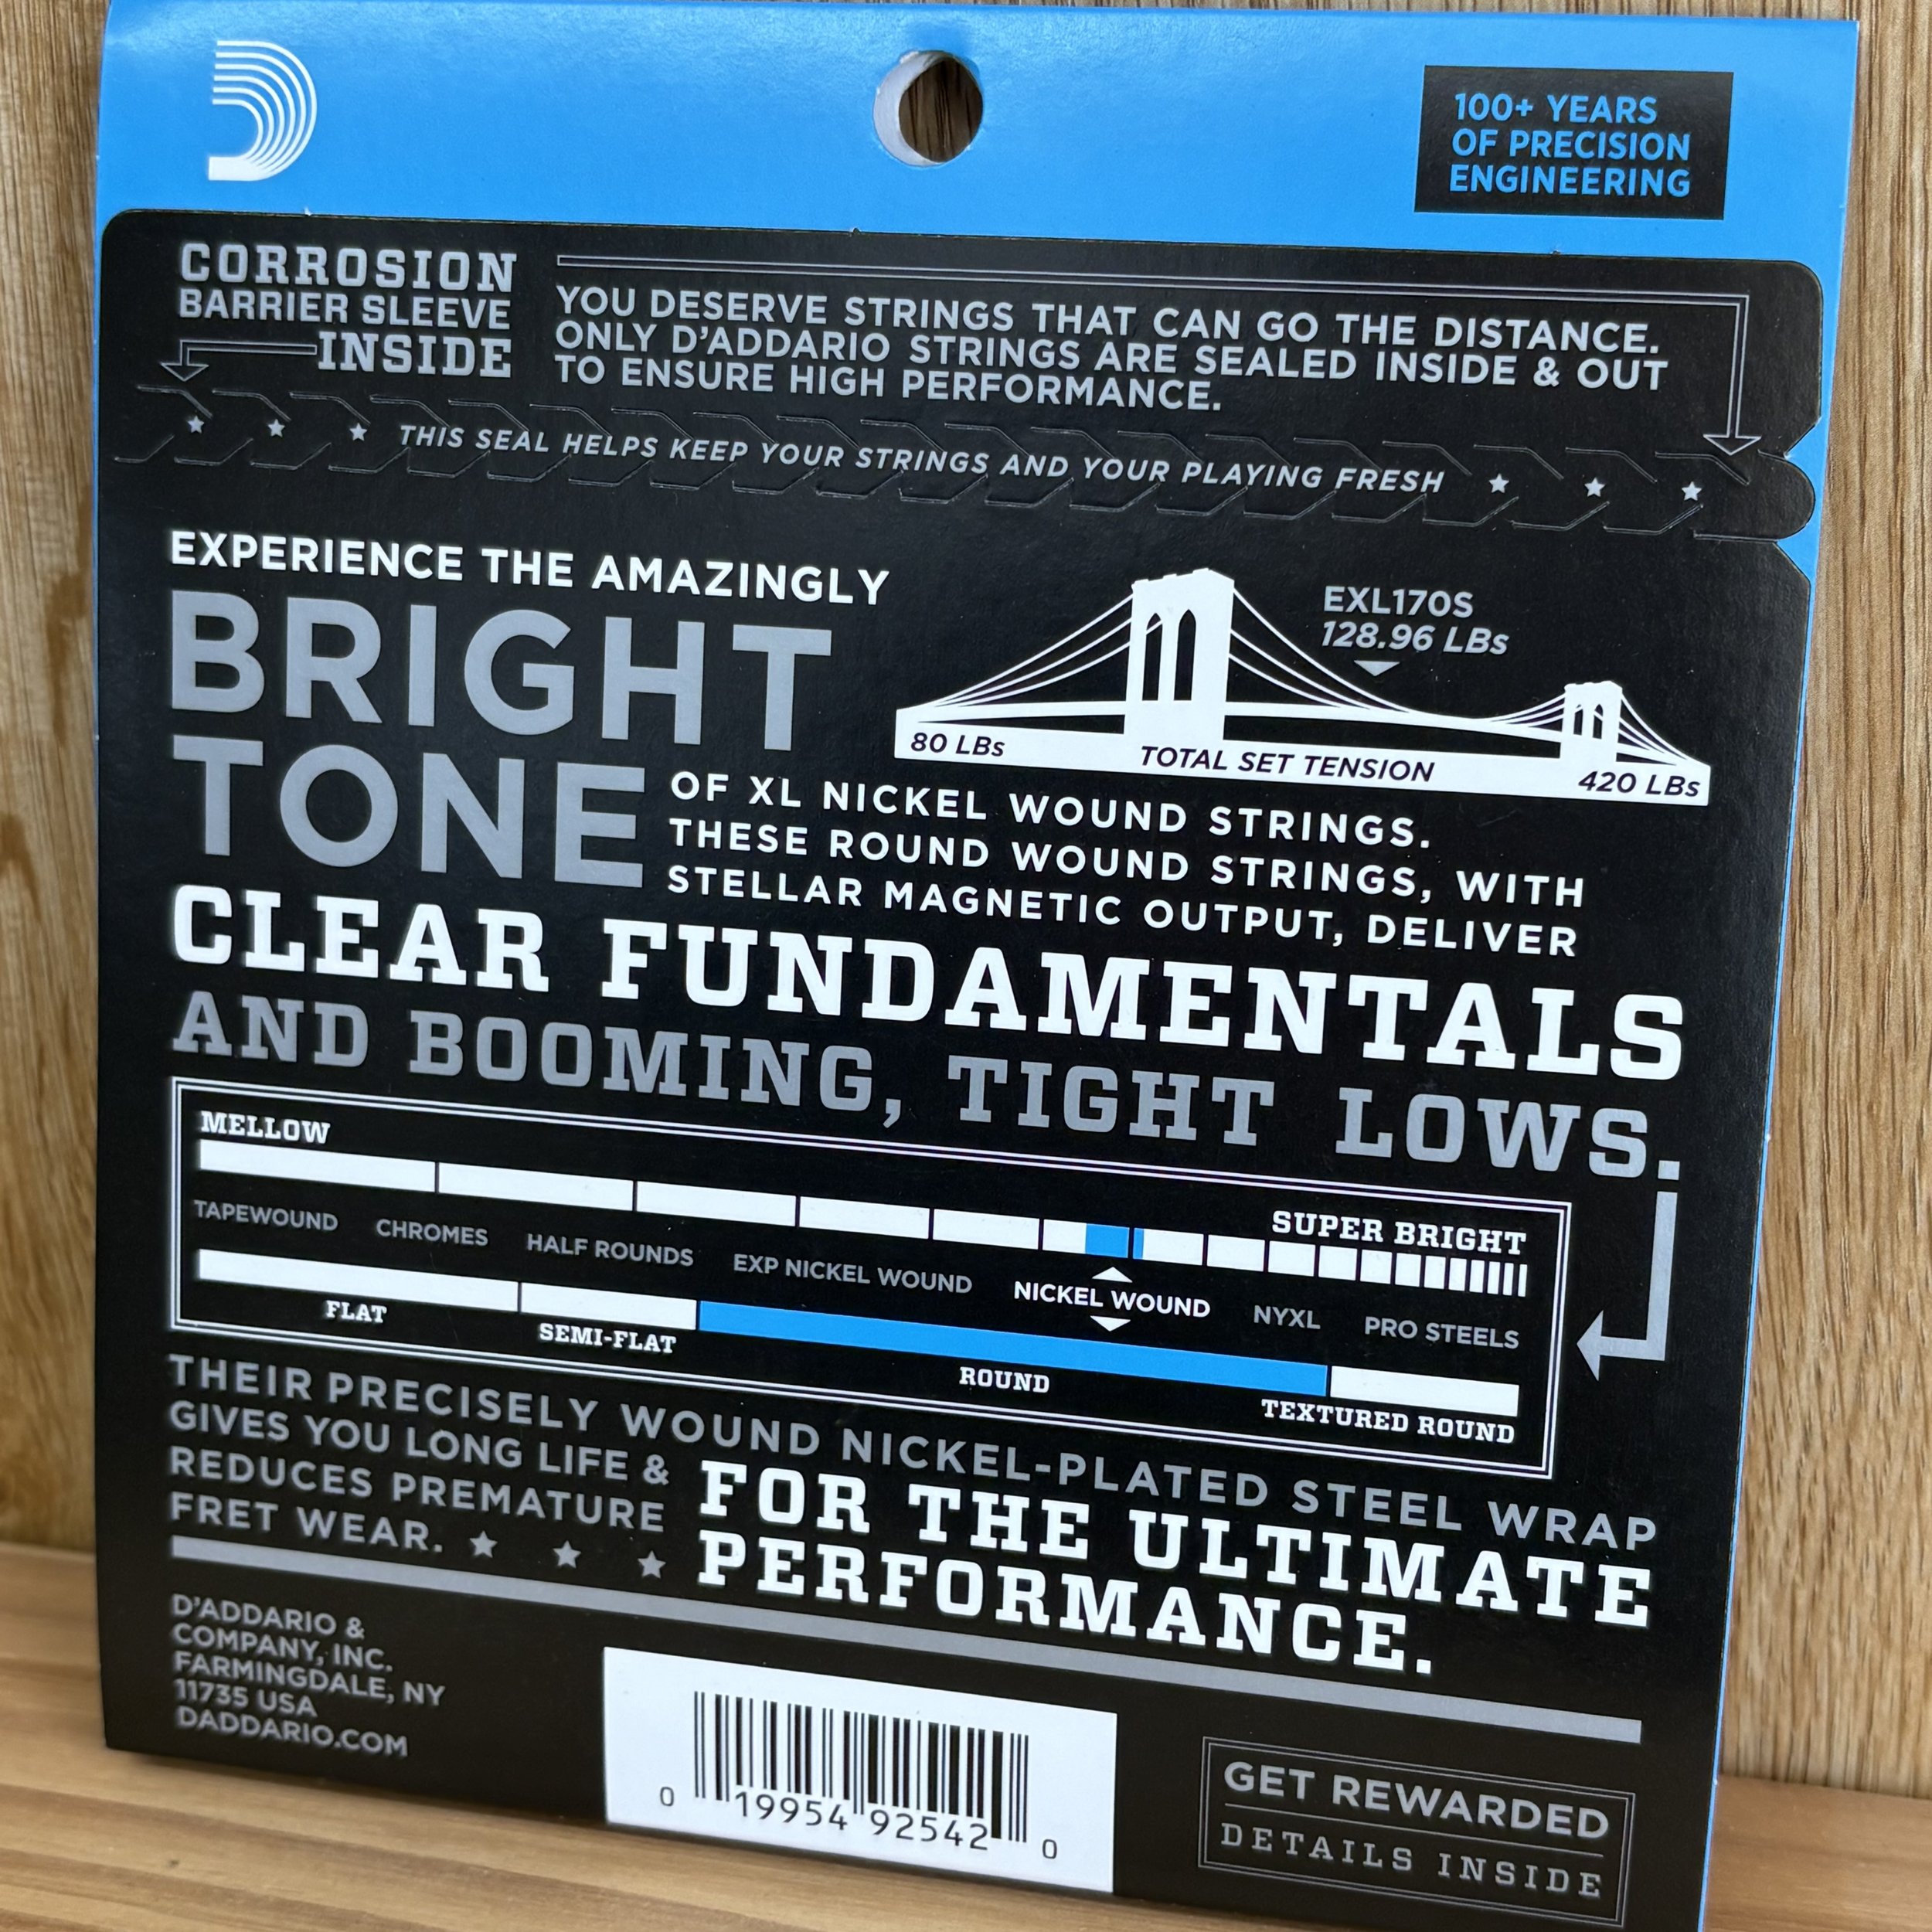 100+ YEARS
OF PRECISION
ENGINEERING
CORROSION
BARRIER SLEEVE
INSIDE
YOU DESERVE STRINGS THAT CAN GO THE DISTANCE.
ONLY D'ADDARIO STRINGS ARE SEALED INSIDE & OUT
TO ENSURE HIGH PERFORMANCE.
THIS SEAL HELPS KEEP YOUR STRINGS AND YOUR PLAYING FRESH
EXPERIENCE THE AMAZINGLY
BRIGHT
TONE
EXL170S
128.96 LBs
80 LBs
TOTAL SET TENSION
420 LBs
OF XL NICKEL WOUND STRINGS.
THESE ROUND WOUND STRINGS, WITH
STELLAR MAGNETIC OUTPUT, DELIVER
CLEAR FUNDAMENTALS
AND BOOMING, TIGHT LOWS.
MELLOW
SUPER BRIGHT
TAPEWOUND
CHROMES
HALF ROUNDS
EXP NICKEL WOUND
NICKEL WOUND
NYXL
PRO STEELS
FLAT
SEMI-FLAT
ROUND
TEXTURED ROUND
THEIR PRECISELY WOUND NICKEL-PLATED STEEL WRAP
GIVES YOU LONG LIFE &
REDUCES PREMATURE
FRET WEAR.
FOR THE ULTIMATE
PERFORMANCE.
D'ADDARIO &
COMPANY, INC.
FARMINGDALE, NY
11735 USA
DADDARIO.COM
0 19954 92542 0
GET REWARDED
DETAILS INSIDE